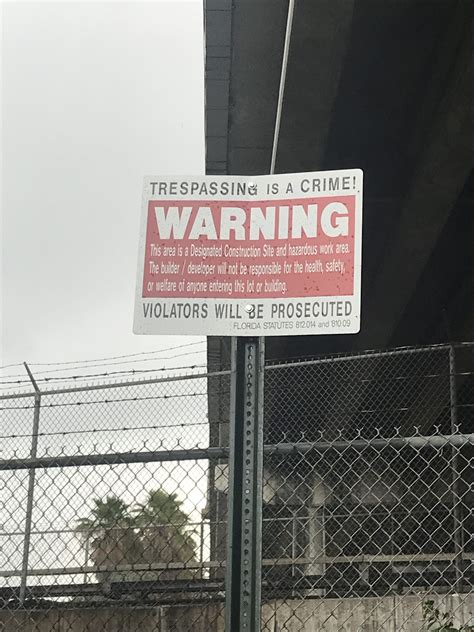 TRESPASSING IS A CRIME!
WARNING
This area is a Designated Construction Site and hazardous work area.
The builder / developer will not be responsible for the health, safety,
or welfare of anyone entering this lot or building.
VIOLATORS WILL BE PROSECUTED
FLORIDA STATUTES 812.014 and 810.09